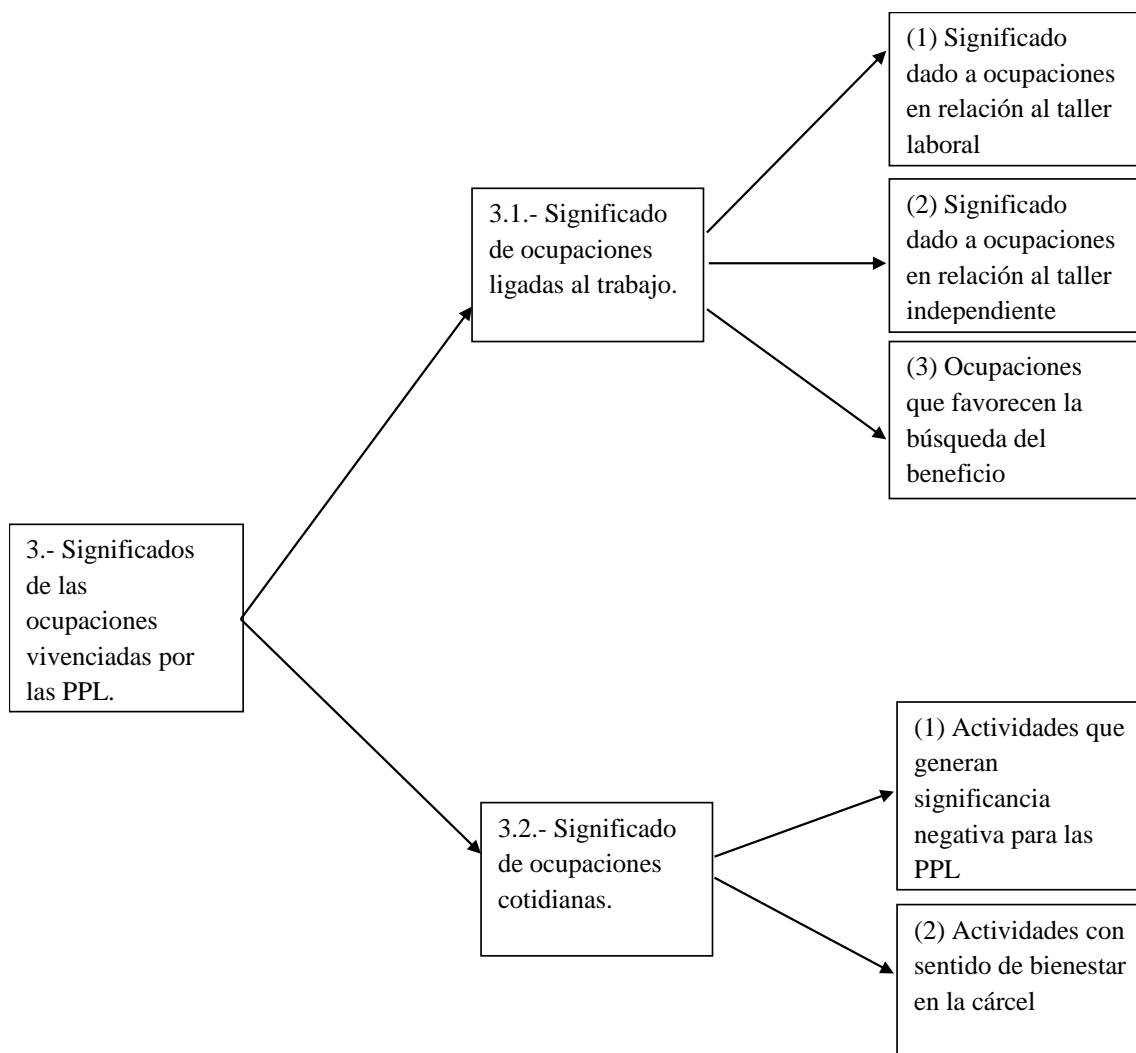 (1) Significado
dado a ocupaciones
en relación al taller
laboral
3.1.- Significado
de ocupaciones
ligadas al trabajo.
(2) Significado
dado a ocupaciones
en relación al taller
independiente
(3) Ocupaciones
que favorecen la
búsqueda del
beneficio
3.- Significados
de las
ocupaciones
vivenciadas por
las PPL.
(1) Actividades que
generan
significancia
negativa para las
PPL
3.2.- Significado
de ocupaciones
cotidianas.
(2) Actividades con
sentido de bienestar
en la cárcel